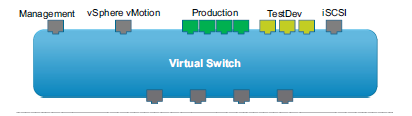 Management vSphere vMotion Production TestDev iSCSI
Virtual Switch